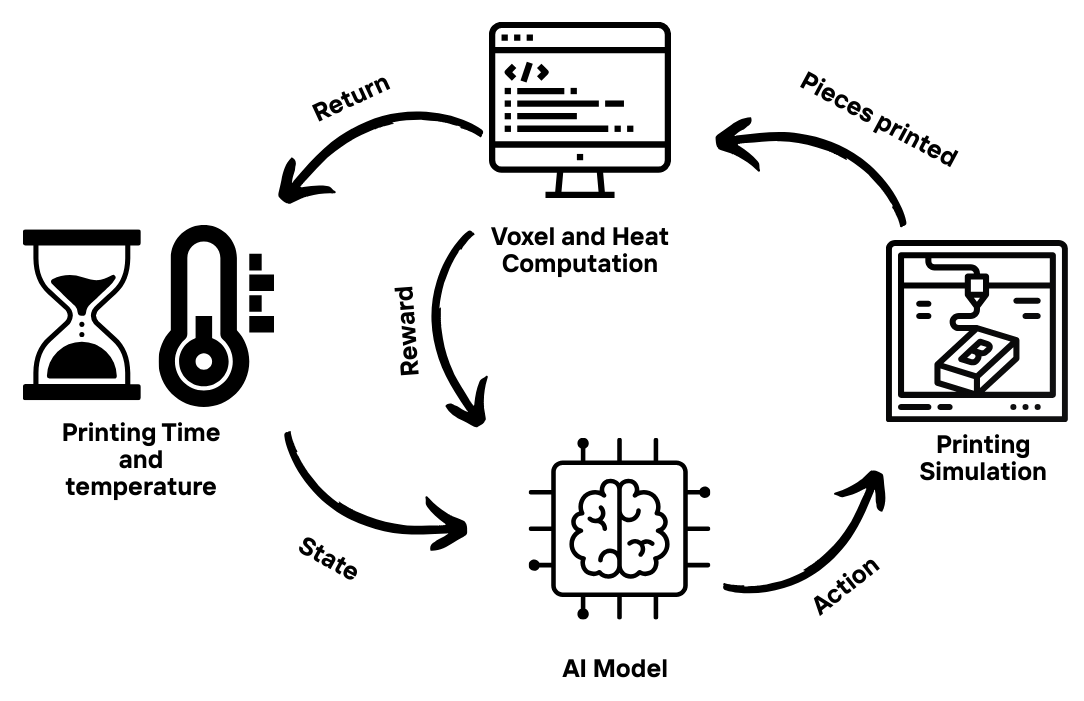 Return
Pieces printed
</>
Voxel and Heat
Computation
Reward
B
Printing Time
and
temperature
Printing
Simulation
State
Action
AI Model